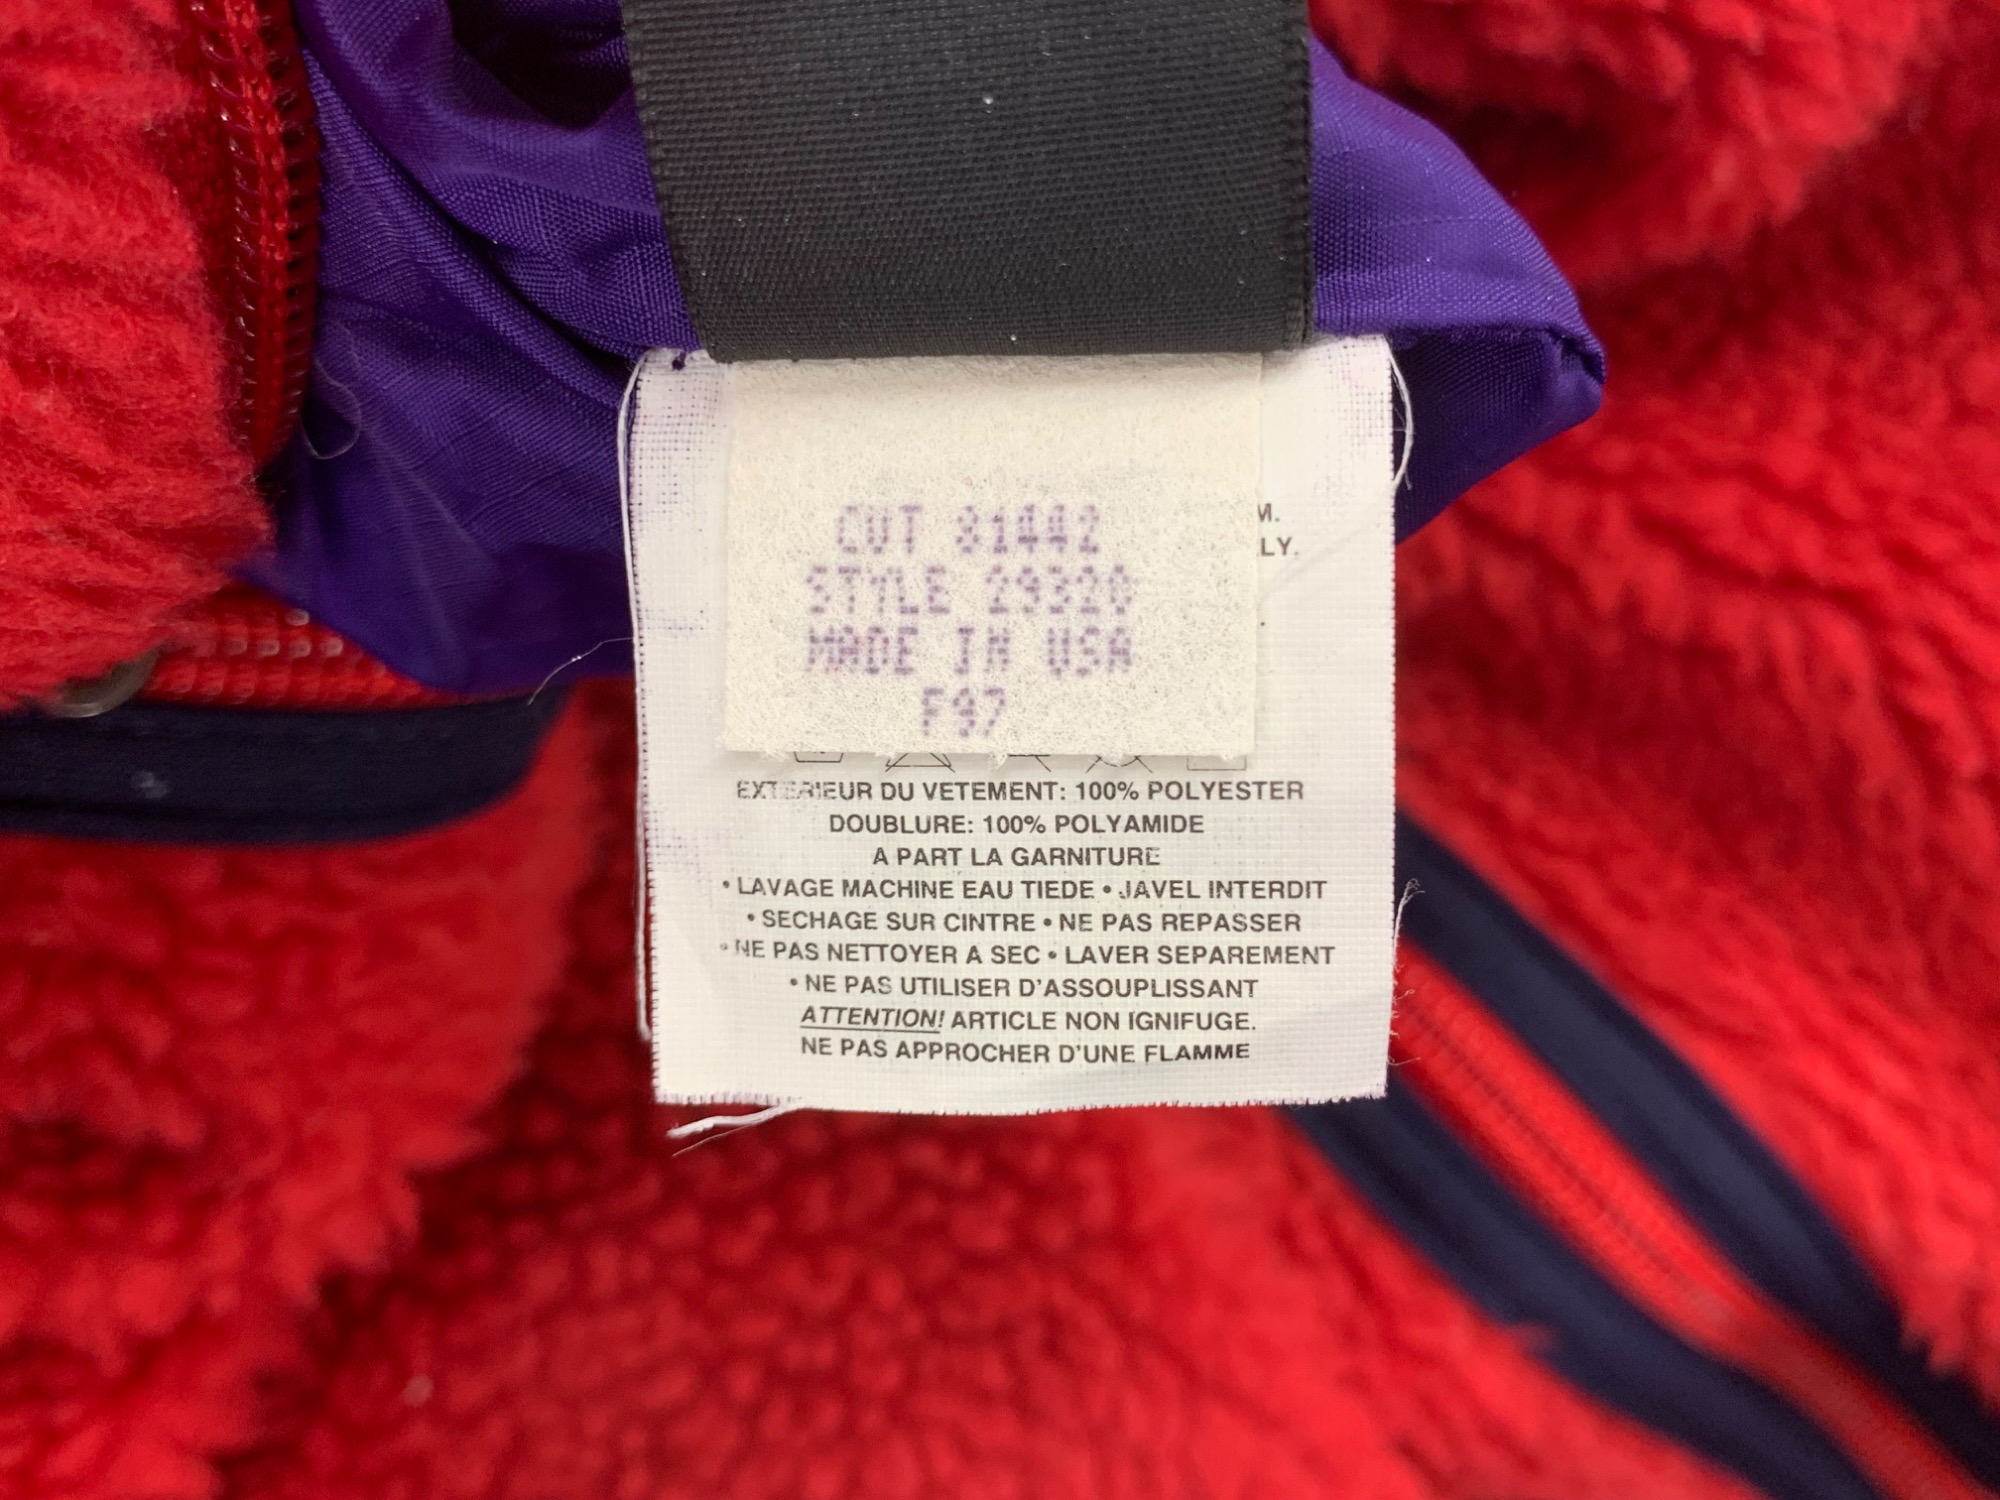 CUT 81442
STYLE 29320
MADE IN USA
F97
M.
LY.
EXTERIEUR DU VETEMENT: 100% POLYESTER
DOUBLURE: 100% POLYAMIDE
A PART LA GARNITURE
• LAVAGE MACHINE EAU TIEDE • JAVEL INTERDIT
• SECHAGE SUR CINTRE • NE PAS REPASSER
• NE PAS NETTOYER A SEC • LAVER SEPAREMENT
• NE PAS UTILISER D'ASSOUPLISSANT
ATTENTION! ARTICLE NON IGNIFUGE.
NE PAS APPROCHER D'UNE FLAMME